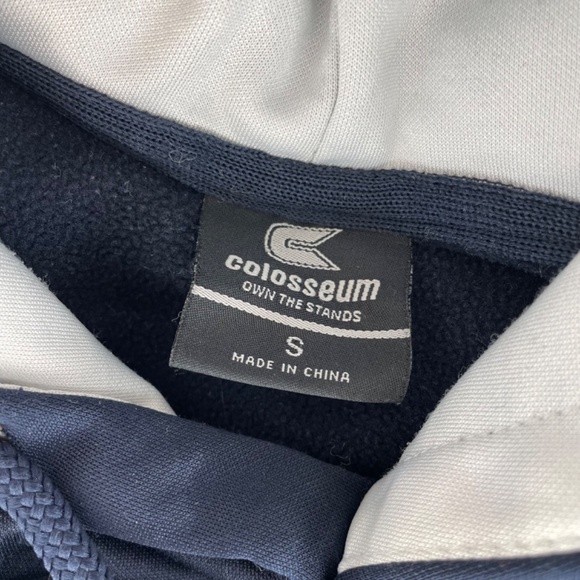 colosseum
OWN THE STANDS
S
MADE IN CHINA